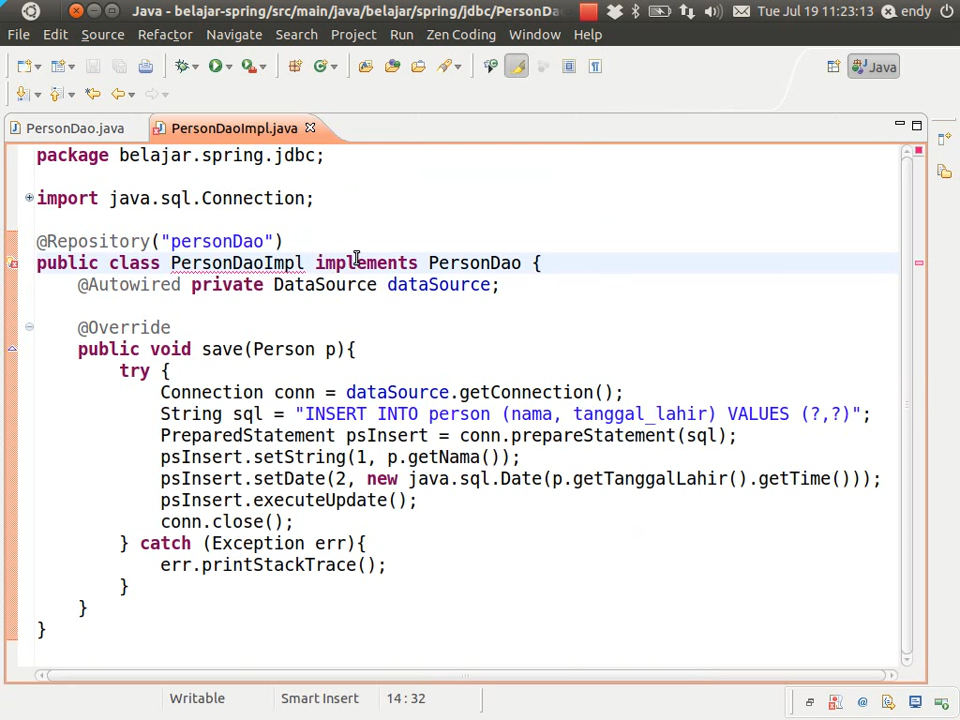 Java - belajar-spring/src/main/java/belajar/spring/jdbc/PersonDa
Tue Jul 19 11:23:13
endy
File Edit Source Refactor Navigate Search Project Run Zen Coding Window Help
Java
PersonDao.java
PersonDaoImpl.java
package belajar.spring.jdbc;
import java.sql.Connection;
@Repository("personDao")
public class PersonDaoImpl implements PersonDao {
@Autowired private DataSource dataSource;
@Override
public void save(Person p){
try {
Connection conn = dataSource.getConnection();
String sql = "INSERT INTO person (nama, tanggal_lahir) VALUES (?,?)";
PreparedStatement psInsert = conn.prepareStatement(sql);
psInsert.setString(1, p.getNama());
psInsert.setDate(2, new java.sql.Date(p.getTanggalLahir().getTime()));
psInsert.executeUpdate();
conn.close();
} catch (Exception err){
err.printStackTrace();
}
}
}
Writable
Smart Insert
14 : 32